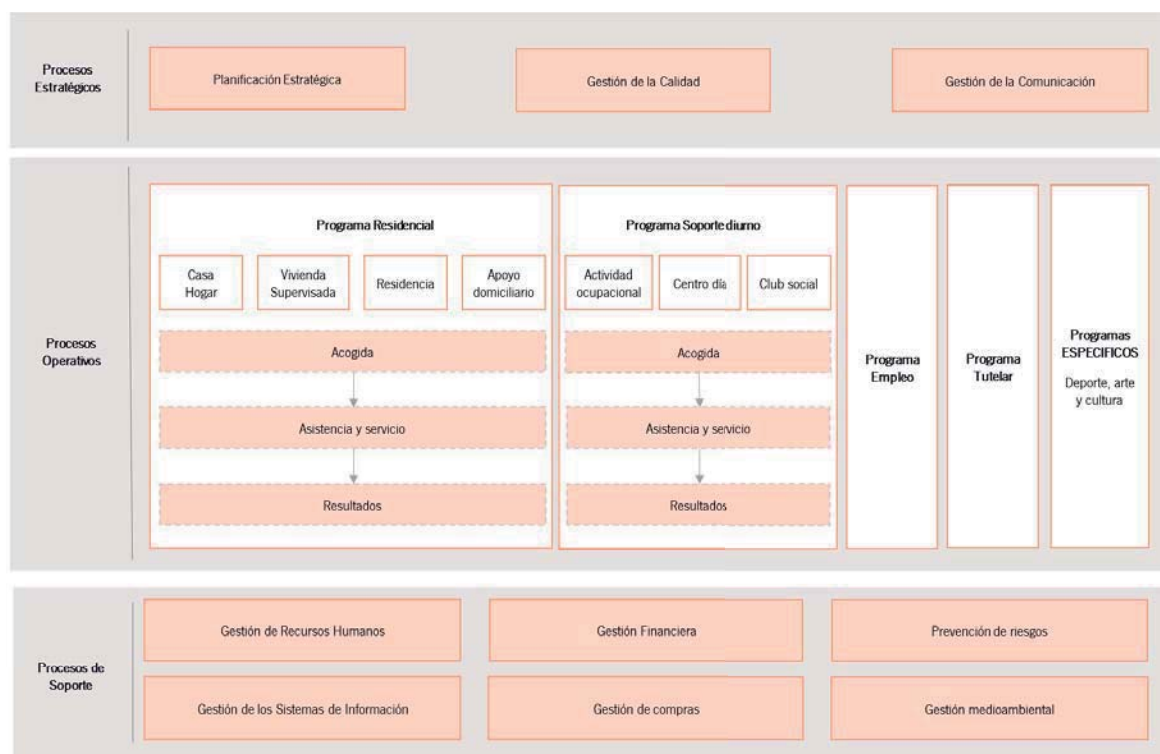 Procesos
Estratégicos
Planificación Estratégica
Gestión de la Calidad
Gestión de la Comunicación
Procesos
Operativos
Programa Residencial
Casa
Hogar
Vivienda
Supervisada
Residencia
Apoyo
domiciliario
Acogida
Asistencia y servicio
Resultados
Programa Soporte diurno
Actividad
ocupacional
Centro día
Club social
Acogida
Asistencia y servicio
Resultados
Programa
Empleo
Programa
Tutelar
Programas
ESPECIFICOS
Deporte, arte
y cultura
Procesos de
Soporte
Gestión de Recursos Humanos
Gestión Financiera
Prevención de riesgos
Gestión de los Sistemas de Información
Gestión de compras
Gestión medioambiental